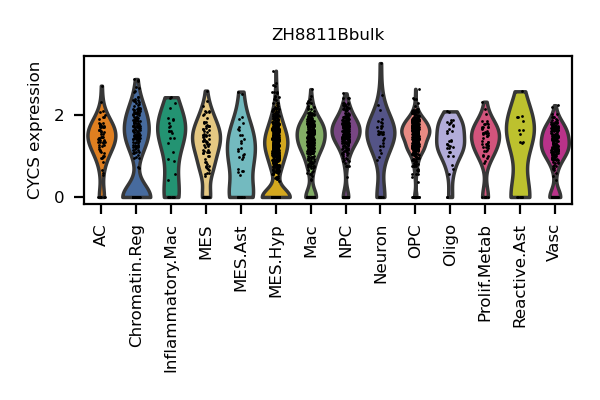 ZH8811Bbulk
CYCS expression
2
0
AC
Chromatin.Reg
Inflammatory.Mac
MES
MES.Ast
MES.Hyp
Mac
NPC
Neuron
OPC
Oligo
Prolif.Metab
Reactive.Ast
Vasc